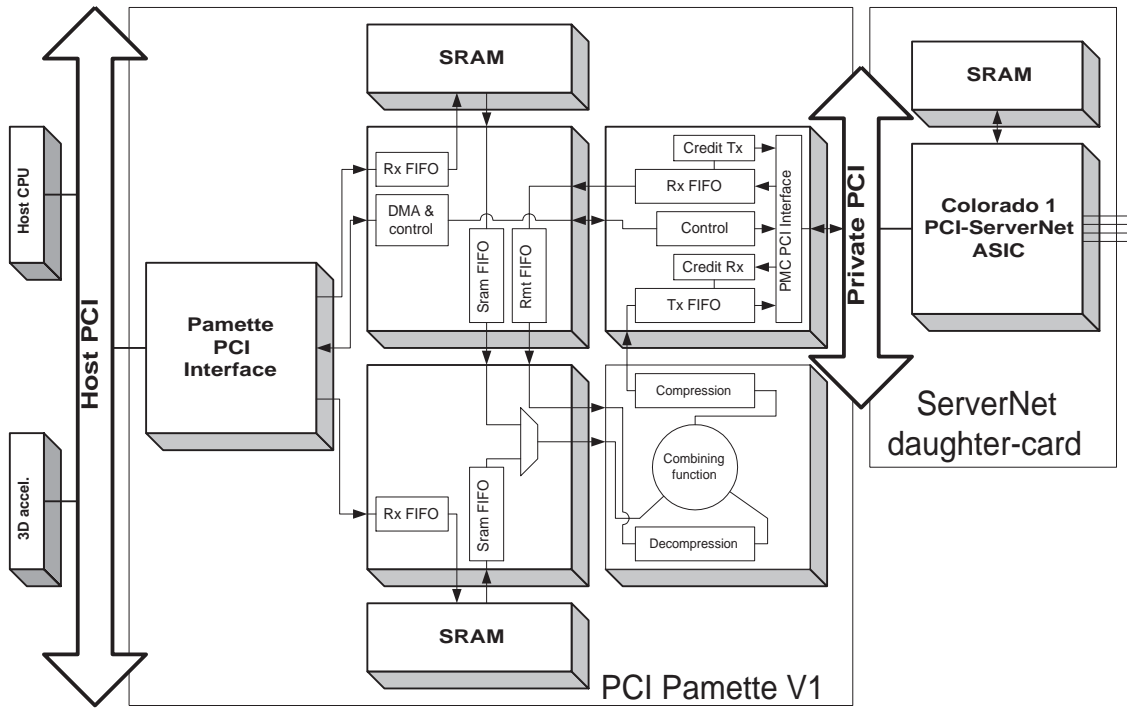 Host CPU
3D accel.
Host PCI
Pamette
PCI
Interface
SRAM
Rx FIFO
DMA &
control
Sram FIFO
Rmt FIFO
Credit Tx
Rx FIFO
Control
Credit Rx
Tx FIFO
PMC PCI Interface
Rx FIFO
Sram FIFO
SRAM
Compression
Combining
function
Decompression
PCI Pamette V1
Private PCI
SRAM
Colorado 1
PCI-ServerNet
ASIC
ServerNet
daughter-card